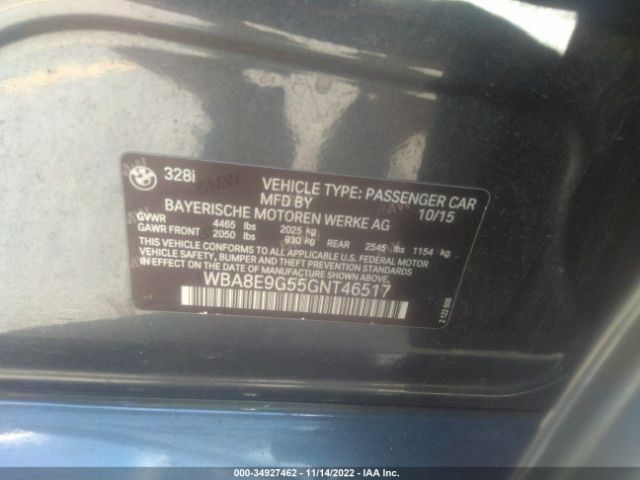 328i
VEHICLE TYPE: PASSENGER CAR
MFD BY 10/15
BAYERISCHE MOTOREN WERKE AG
GVWR 4465 lbs 2025 kg
GAWR FRONT 2050 lbs 930 kg REAR 2545 lbs 1154 kg
THIS VEHICLE CONFORMS TO ALL APPLICABLE U.S. FEDERAL MOTOR
VEHICLE SAFETY, BUMPER AND THEFT PREVENTION STANDARDS IN EFFECT
ON THE DATE OF MANUFACTURE SHOWN ABOVE.
WBA8E9G55GNT46517
2 122 606
000-34927462 - 11/14/2022 - IAA Inc.